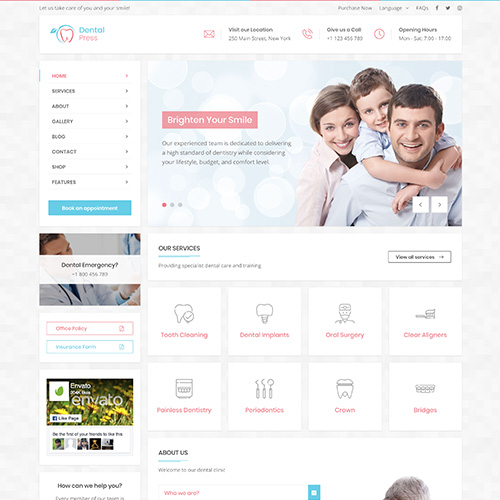 Let us take care of you and your smile!
Purchase Now Language FAQs
Dental
Press
Visit our Location
250 Main Street, New York
Give us a Call
+1 123 455 789
Opening Hours
Mon - Sat, 7:00 - 17:00
HOME
SERVICES
ABOUT
GALLERY
BLOG
CONTACT
SHOP
FEATURES
Book an appointment
Brighten Your Smile
Our experienced team is dedicated to delivering
a high standard of dentistry while considering
your lifestyle, budget, and comfort level.
Dental Emergency?
+1 800 456 783
Office Policy
Insurance Form
OUR SERVICES
Providing specialist dental care and training
View all services
Tooth Cleaning
Dental Implants
Oral Surgery
Clear Aligners
Painless Dentistry
Periodontics
Crown
Bridges
Envato
envato
Like Page
Be the first of your friends to like this
How can we help you?
Every member of our team is
ABOUT US
Welcome to our dental clinic
Who we are?